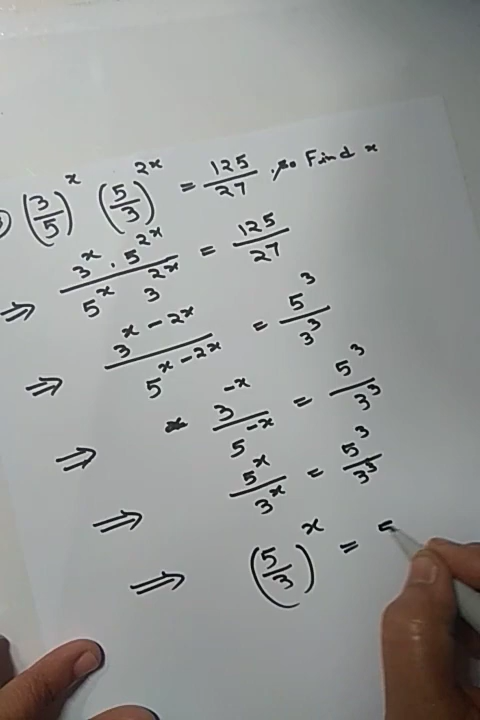 (3/5)^x (5/3)^2x = 125/27 . Find x
⇒ 3^x . 5^2x / 5^x 3^2x = 125/27
⇒ 3^x-2x / 5^x-2x = 5^3/3^3
⇒ 3^-x / 5^-x = 5^3/3^3
⇒ 5^x/3^x = 5^3/3^3
⇒ (5/3)^x = 5